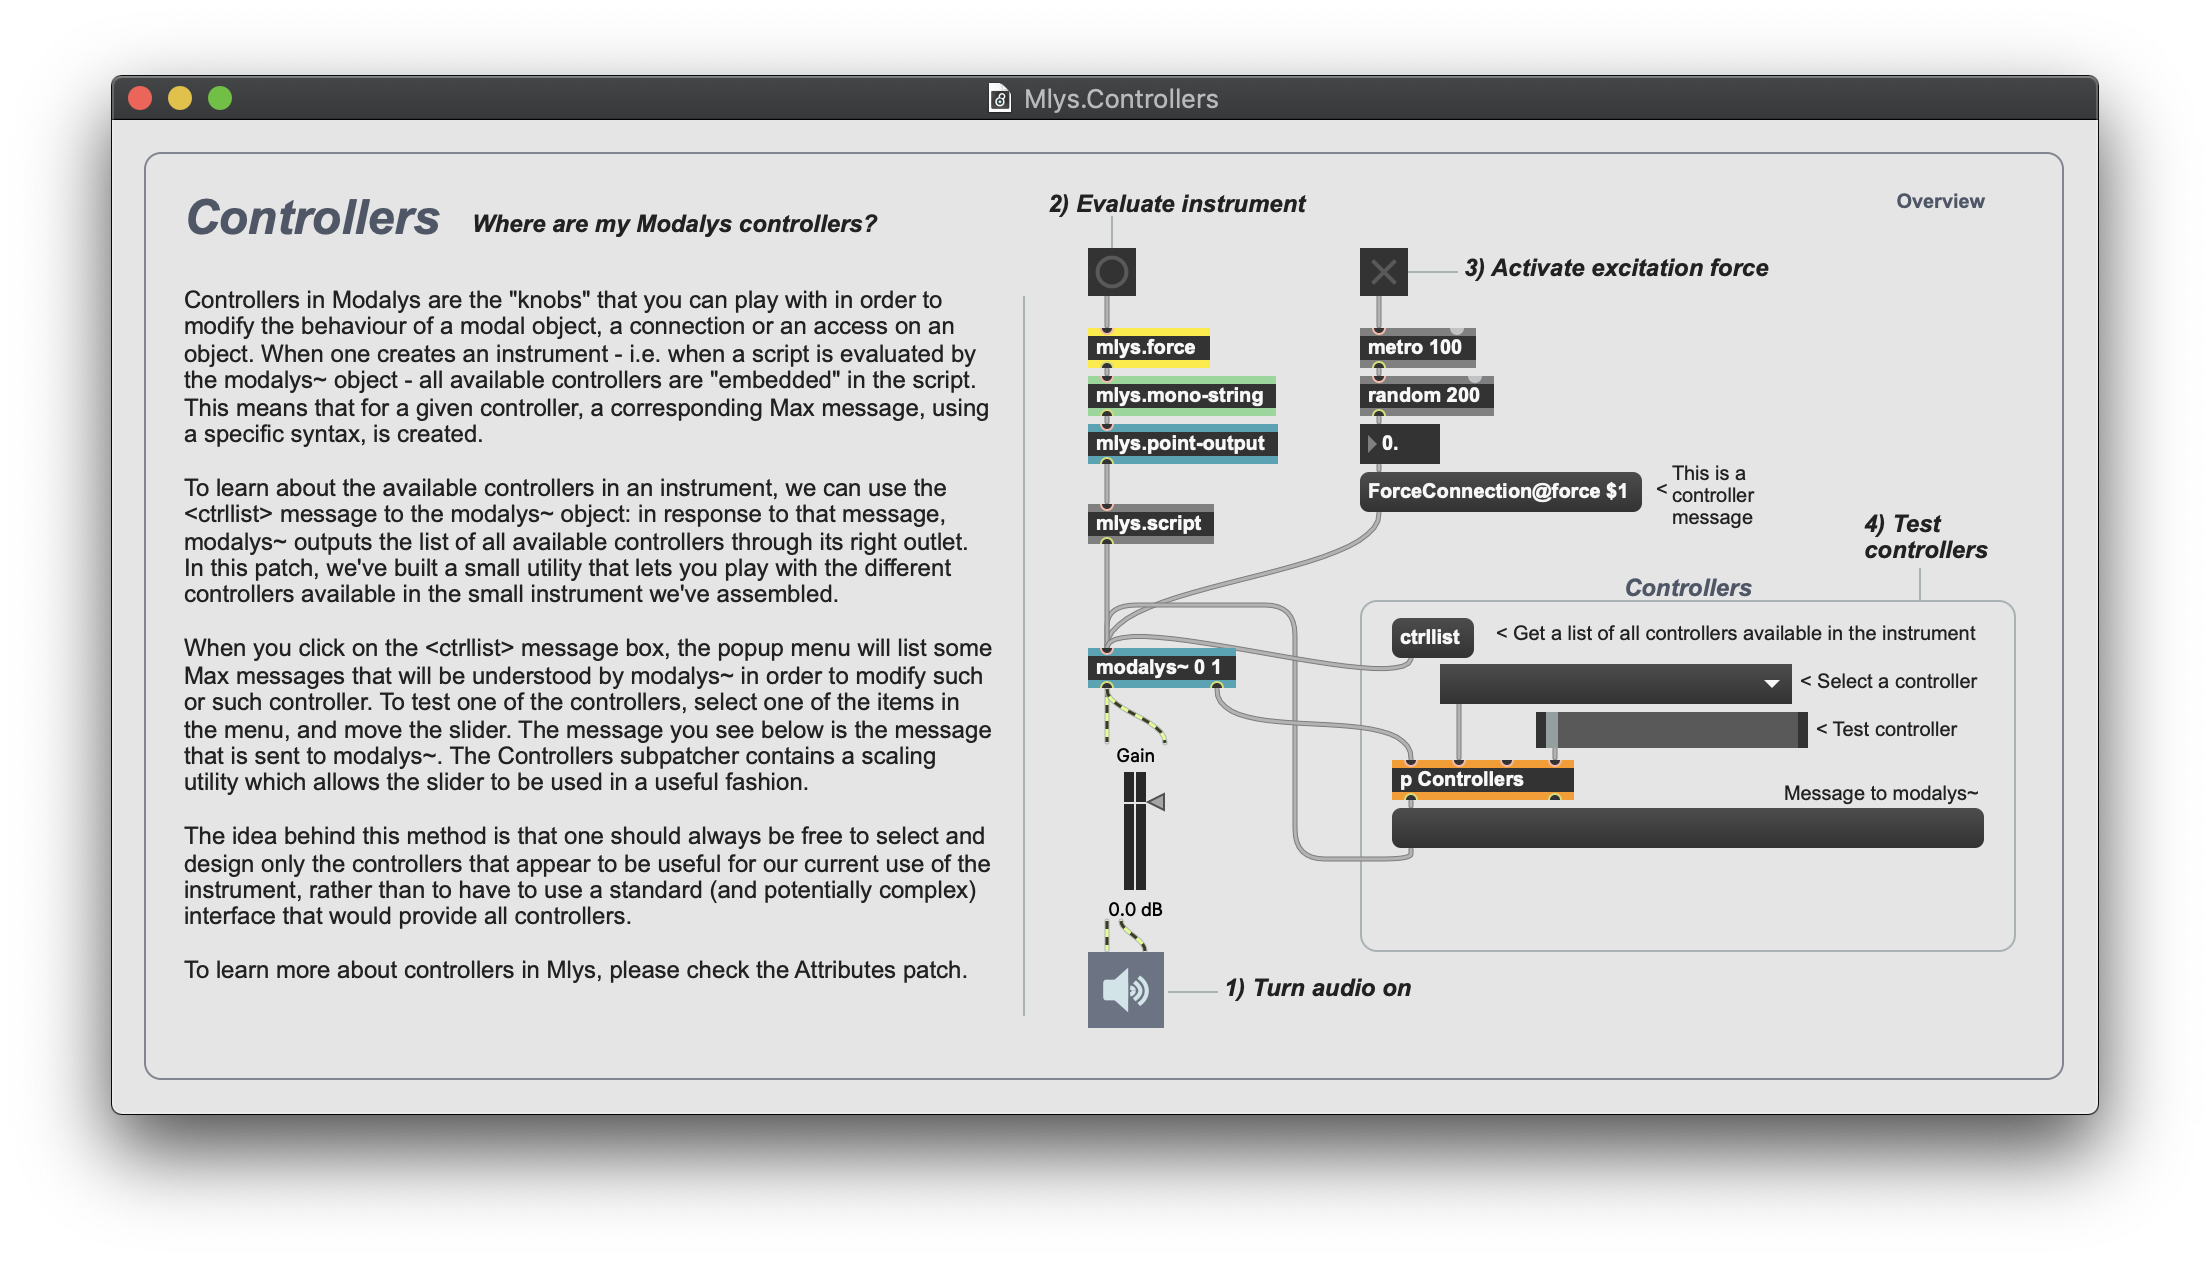 Mlys.Controllers
Controllers
Where are my Modalys controllers?
Controllers in Modalys are the "knobs" that you can play with in order to
modify the behaviour of a modal object, a connection or an access on an
object. When one creates an instrument - i.e. when a script is evaluated by
the modalys~ object - all available controllers are "embedded" in the script.
This means that for a given controller, a corresponding Max message, using
a specific syntax, is created.
To learn about the available controllers in an instrument, we can use the
<ctrllist> message to the modalys~ object: in response to that message,
modalys~ outputs the list of all available controllers through its right outlet.
In this patch, we've built a small utility that lets you play with the different
controllers available in the small instrument we've assembled.
When you click on the <ctrllist> message box, the popup menu will list some
Max messages that will be understood by modalys~ in order to modify such
or such controller. To test one of the controllers, select one of the items in
the menu, and move the slider. The message you see below is the message
that is sent to modalys~. The Controllers subpatcher contains a scaling
utility which allows the slider to be used in a useful fashion.
The idea behind this method is that one should always be free to select and
design only the controllers that appear to be useful for our current use of the
instrument, rather than to have to use a standard (and potentially complex)
interface that would provide all controllers.
To learn more about controllers in Mlys, please check the Attributes patch.
2) Evaluate instrument
mlys.force
mlys.mono-string
mlys.point-output
mlys.script
modalys~ 0 1
Gain
0.0 dB
1) Turn audio on
Overview
3) Activate excitation force
metro 100
random 200
0.
ForceConnection@force $1
< This is a
controller
message
4) Test
controllers
Controllers
ctrllist
< Get a list of all controllers available in the instrument
< Select a controller
< Test controller
p Controllers
Message to modalys~